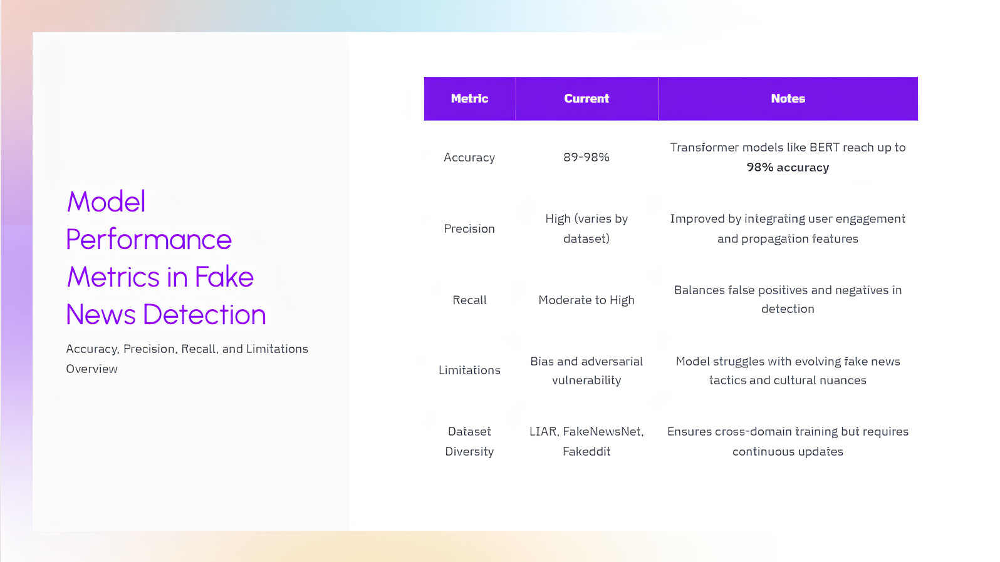 Model
Performance
Metrics in Fake
News Detection
Accuracy, Precision, Recall, and Limitations
Overview
Metric Current Notes
Accuracy 89-98% Transformer models like BERT reach up to
98% accuracy
Precision High (varies by
dataset) Improved by integrating user engagement
and propagation features
Recall Moderate to High Balances false positives and negatives in
detection
Limitations Bias and adversarial
vulnerability Model struggles with evolving fake news
tactics and cultural nuances
Dataset
Diversity LIAR, FakeNewsNet,
Fakeddit Ensures cross-domain training but requires
continuous updates